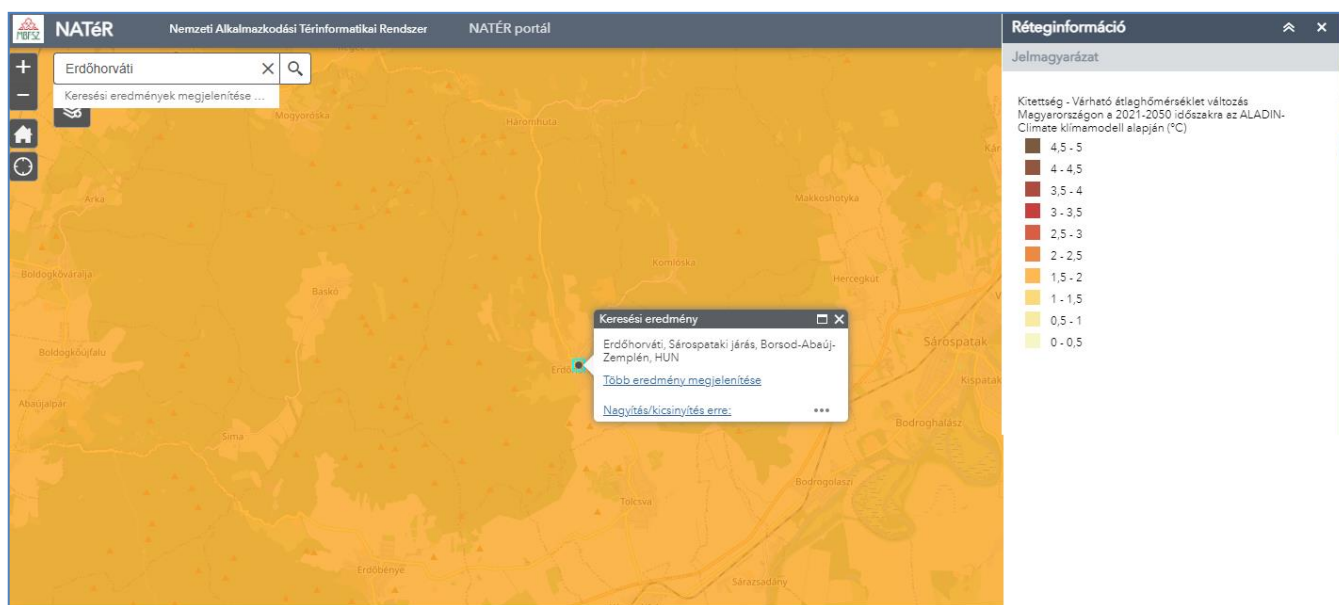 MBFSZ
NATéR
Nemzeti Alkalmazkodási Térinformatikai Rendszer
NATÉR portál
Erdőhorváti
Keresési eredmények megjelenítése ...
Mogyoróska
Háromhuta
Arka
Makkoshotyka
Komlóska
Boldogkőváralja
Baskó
Hercegkút
Keresési eredmény
Erdőhorváti, Sárospataki járás, Borsod-Abaúj-
Zemplén, HUN
Több eredmény megjelenítése
Nagyítás/kicsinyítés erre:
Sárospatak
Boldogkőújfalu
Kispatak
Abaújalpár
Bodroghalász
Sima
Bodrogolaszi
Tolcsva
Erdőbénye
Sárazsadány
Réteginformáció
Jelmagyarázat
Kitettség - Várható átlaghőmérséklet változás
Magyarországon a 2021-2050 időszakra az ALADIN-
Climate klímamodell alapján (°C)
4,5 - 5
4 - 4,5
3,5 - 4
3 - 3,5
2,5 - 3
2 - 2,5
1,5 - 2
1 - 1,5
0,5 - 1
0 - 0,5